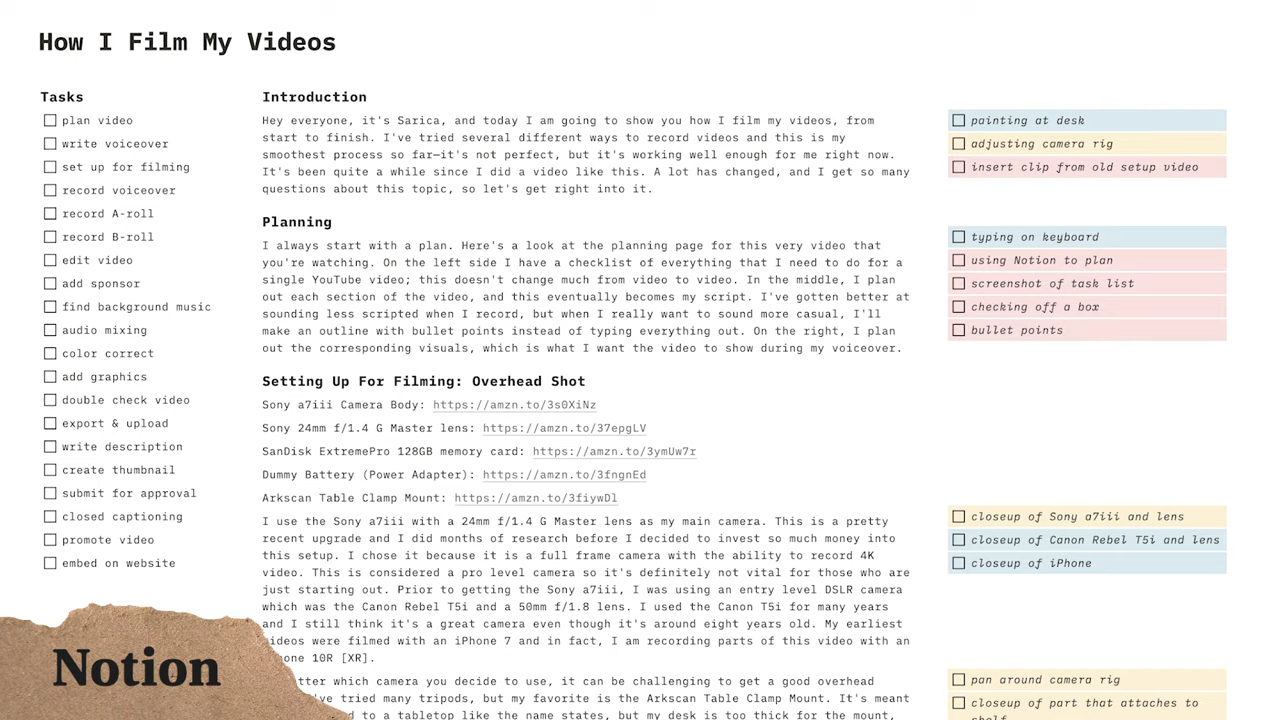 How I Film My Videos
Tasks
plan video
write voiceover
set up for filming
record voiceover
record A-roll
record B-roll
edit video
add sponsor
find background music
audio mixing
color correct
add graphics
double check video
export & upload
write description
create thumbnail
submit for approval
closed captioning
promote video
embed on website
Introduction
Hey everyone, it's Sarica, and today I am going to show you how I film my videos, from
start to finish. I've tried several different ways to record videos and this is my
smoothest process so far—it's not perfect, but it's working well enough for me right now.
It's been quite a while since I did a video like this. A lot has changed, and I get so many
questions about this topic, so let's get right into it.
Planning
I always start with a plan. Here's a look at the planning page for this very video that
you're watching. On the left side I have a checklist of everything that I need to do for a
single YouTube video; this doesn't change much from video to video. In the middle, I plan
out each section of the video, and this eventually becomes my script. I've gotten better at
sounding less scripted when I record, but when I really want to sound more casual, I'll
make an outline with bullet points instead of typing everything out. On the right, I plan
out the corresponding visuals, which is what I want the video to show during my voiceover.
Setting Up For Filming: Overhead Shot
Sony a7iii Camera Body: https://amzn.to/3s0XiNz
Sony 24mm f/1.4 G Master lens: https://amzn.to/37epgLV
SanDisk ExtremePro 128GB memory card: https://amzn.to/3ymUw7r
Dummy Battery (Power Adapter): https://amzn.to/3fngnEd
Arkscan Table Clamp Mount: https://amzn.to/3fiywDl
I use the Sony a7iii with a 24mm f/1.4 G Master lens as my main camera. This is a pretty
recent upgrade and I did months of research before I decided to invest so much money into
this setup. I chose it because it is a full frame camera with the ability to record 4K
video. This is considered a pro level camera so it's definitely not vital for those who are
just starting out. Prior to getting the Sony a7iii, I was using an entry level DSLR camera
which was the Canon Rebel T5i and a 50mm f/1.8 lens. I used the Canon T5i for many years
and I still think it's a great camera even though it's around eight years old. My earliest
videos were filmed with an iPhone 7 and in fact, I am recording parts of this video with an
one 10R [XR].
tter which camera you decide to use, it can be challenging to get a good overhead
've tried many tripods, but my favorite is the Arkscan Table Clamp Mount. It's meant
d to a tabletop like the name states, but my desk is too thick for the mount,
painting at desk
adjusting camera rig
insert clip from old setup video
typing on keyboard
using Notion to plan
screenshot of task list
checking off a box
bullet points
closeup of Sony a7iii and lens
closeup of Canon Rebel T5i and lens
closeup of iPhone
pan around camera rig
closeup of part that attaches to
shelf
Notion